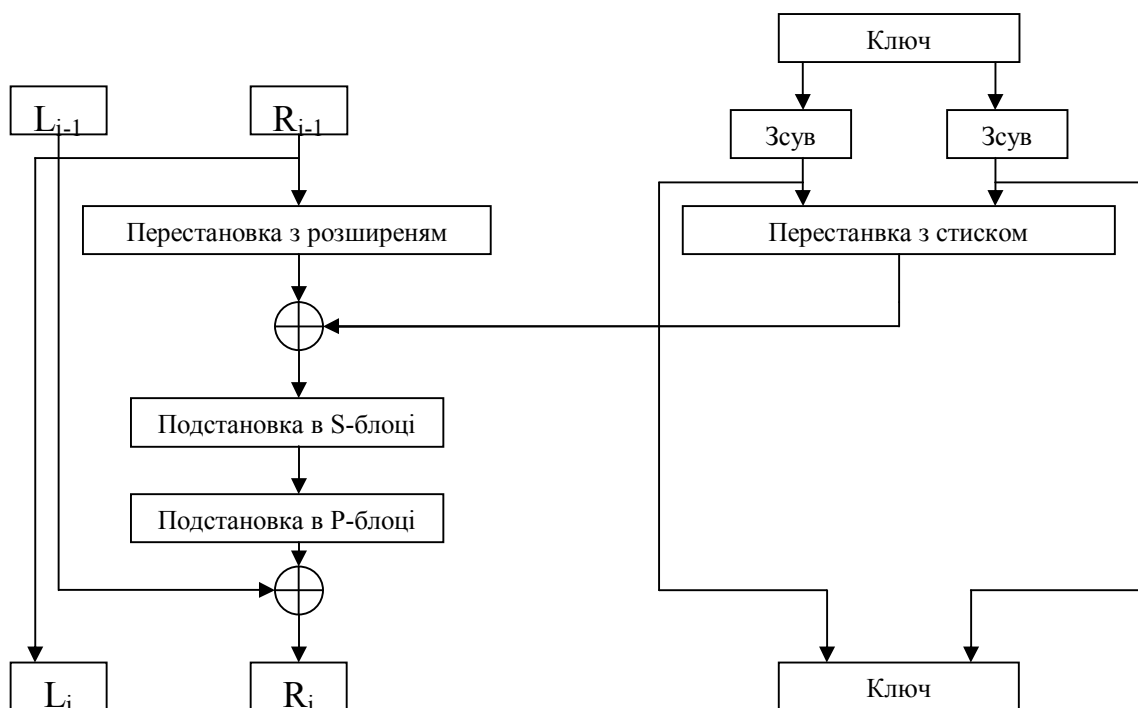 Ключ
L i-1
R i-1
Зсув
Зсув
Перестановка з розширеням
Перестанвка з стиском
Подстановка в S-блоці
Подстановка в P-блоці
L i
R i
Ключ